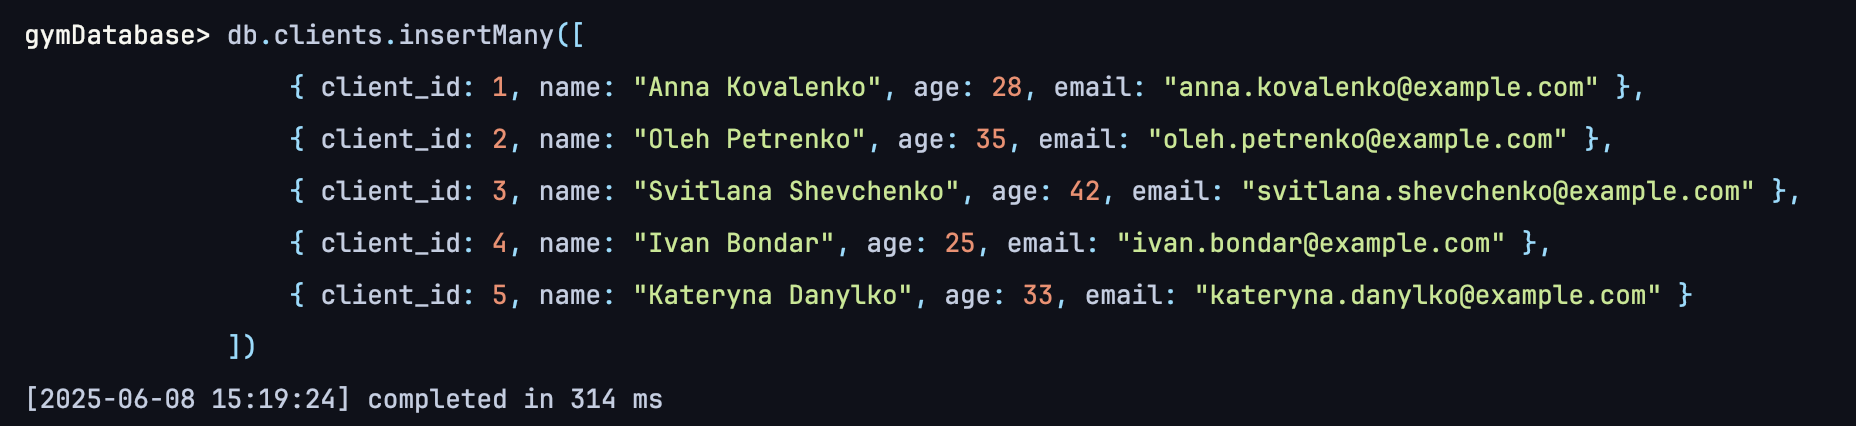 gymDatabase> db.clients.insertMany([
{ client_id: 1, name: "Anna Kovalenko", age: 28, email: "anna.kovalenko@example.com" },
{ client_id: 2, name: "Oleh Petrenko", age: 35, email: "oleh.petrenko@example.com" },
{ client_id: 3, name: "Svitlana Shevchenko", age: 42, email: "svitlana.shevchenko@example.com" },
{ client_id: 4, name: "Ivan Bondar", age: 25, email: "ivan.bondar@example.com" },
{ client_id: 5, name: "Kateryna Danylko", age: 33, email: "kateryna.danylko@example.com" }
])
[2025-06-08 15:19:24] completed in 314 ms